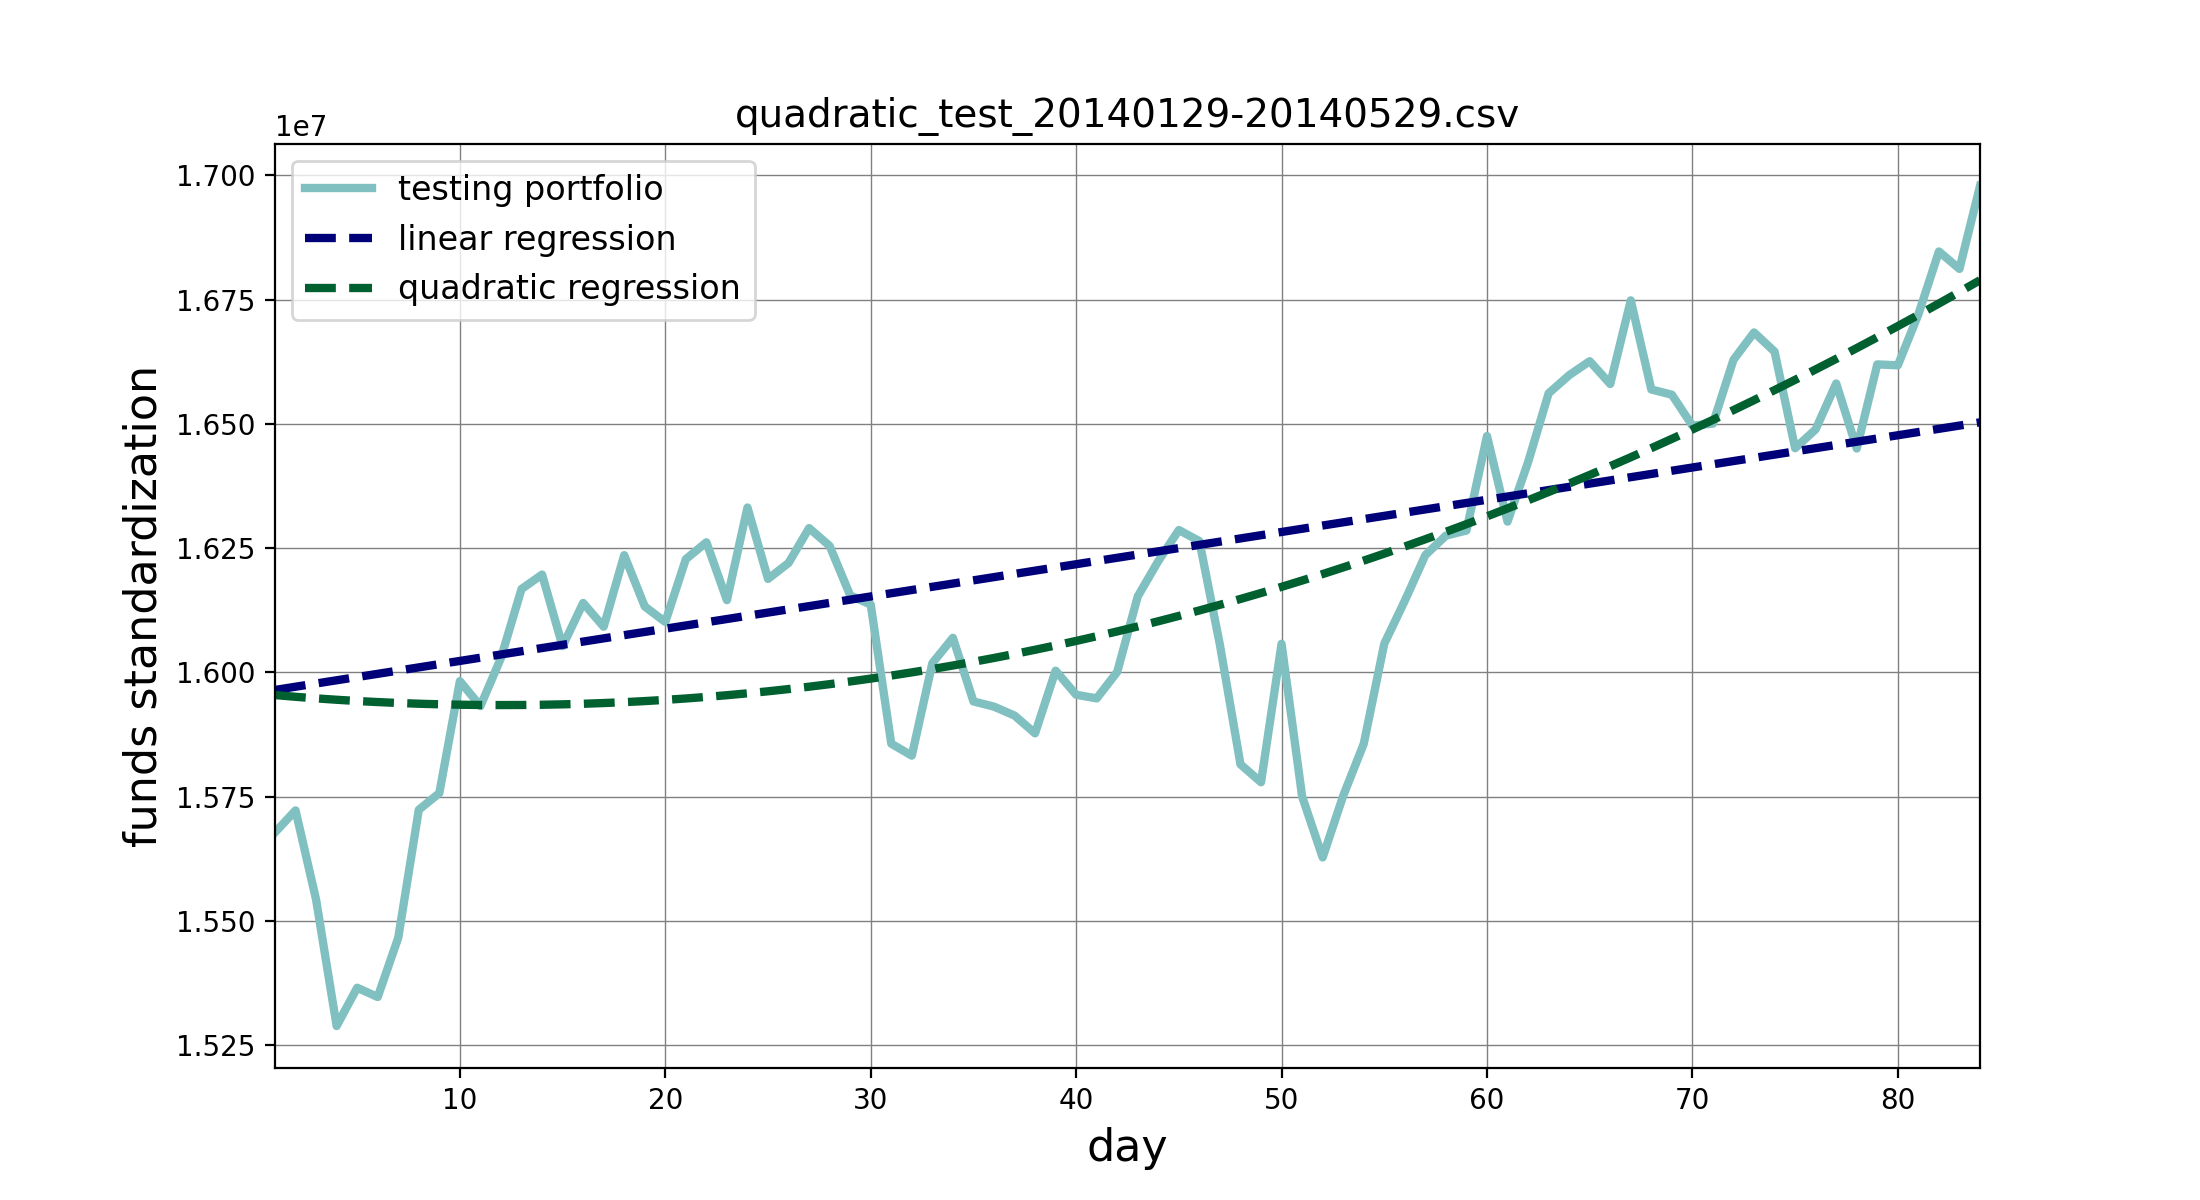 quadratic_test_20140129-20140529.csv
1e7
testing portfolio
linear regression
quadratic regression
1.700
1.675
1.650
1.625
1.600
1.575
1.550
1.525
funds standardization
10 20 30 40 50 60 70 80
day